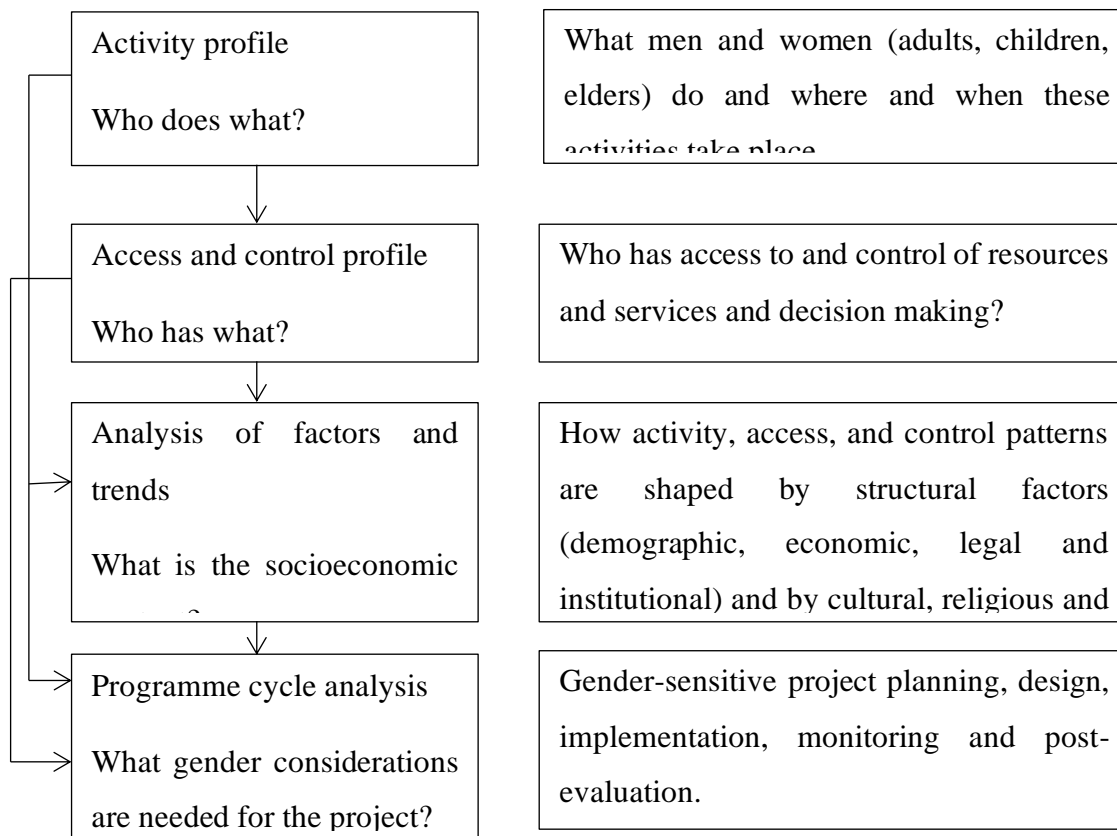 Activity profile
Who does what?
What men and women (adults, children,
elders) do and where and when these
activities take place
Access and control profile
Who has what?
Who has access to and control of resources
and services and decision making?
Analysis of factors and
trends
What is the socioeconomic
How activity, access, and control patterns
are shaped by structural factors
(demographic, economic, legal and
institutional) and by cultural, religious and
Programme cycle analysis
What gender considerations
are needed for the project?
Gender-sensitive project planning, design,
implementation, monitoring and post-
evaluation.